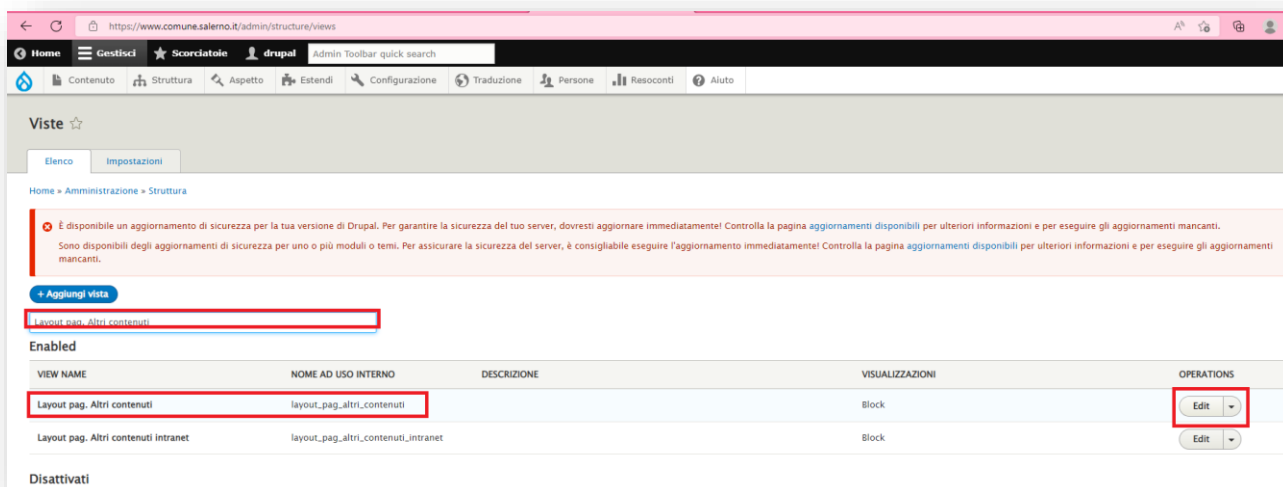 https://www.comune.salerno.it/admin/structure/views
Home Gestisci Scorciatoie drupal Admin Toolbar quick search
Contenuto Struttura Aspetto Estendi Configurazione Traduzione Persone Resoconti Aiuto
Viste
Elenco Impostazioni
Home » Amministrazione » Struttura
È disponibile un aggiornamento di sicurezza per la tua versione di Drupal. Per garantire la sicurezza del tuo server, dovresti aggiornare immediatamente! Controlla la pagina aggiornamenti disponibili per ulteriori informazioni e per eseguire gli aggiornamenti mancanti.
Sono disponibili degli aggiornamenti di sicurezza per uno o più moduli o temi. Per assicurare la sicurezza del server, è consigliabile eseguire l'aggiornamento immediatamente! Controlla la pagina aggiornamenti disponibili per ulteriori informazioni e per eseguire gli aggiornamenti
mancanti.
+ Aggiungi vista
Layout pag. Altri contenuti
Enabled
VIEW NAME NOME AD USO INTERNO DESCRIZIONE VISUALIZZAZIONI OPERATIONS
Layout pag. Altri contenuti layout_pag_altri_contenuti Block Edit
Layout pag. Altri contenuti intranet layout_pag_altri_contenuti_intranet Block Edit
Disattivati